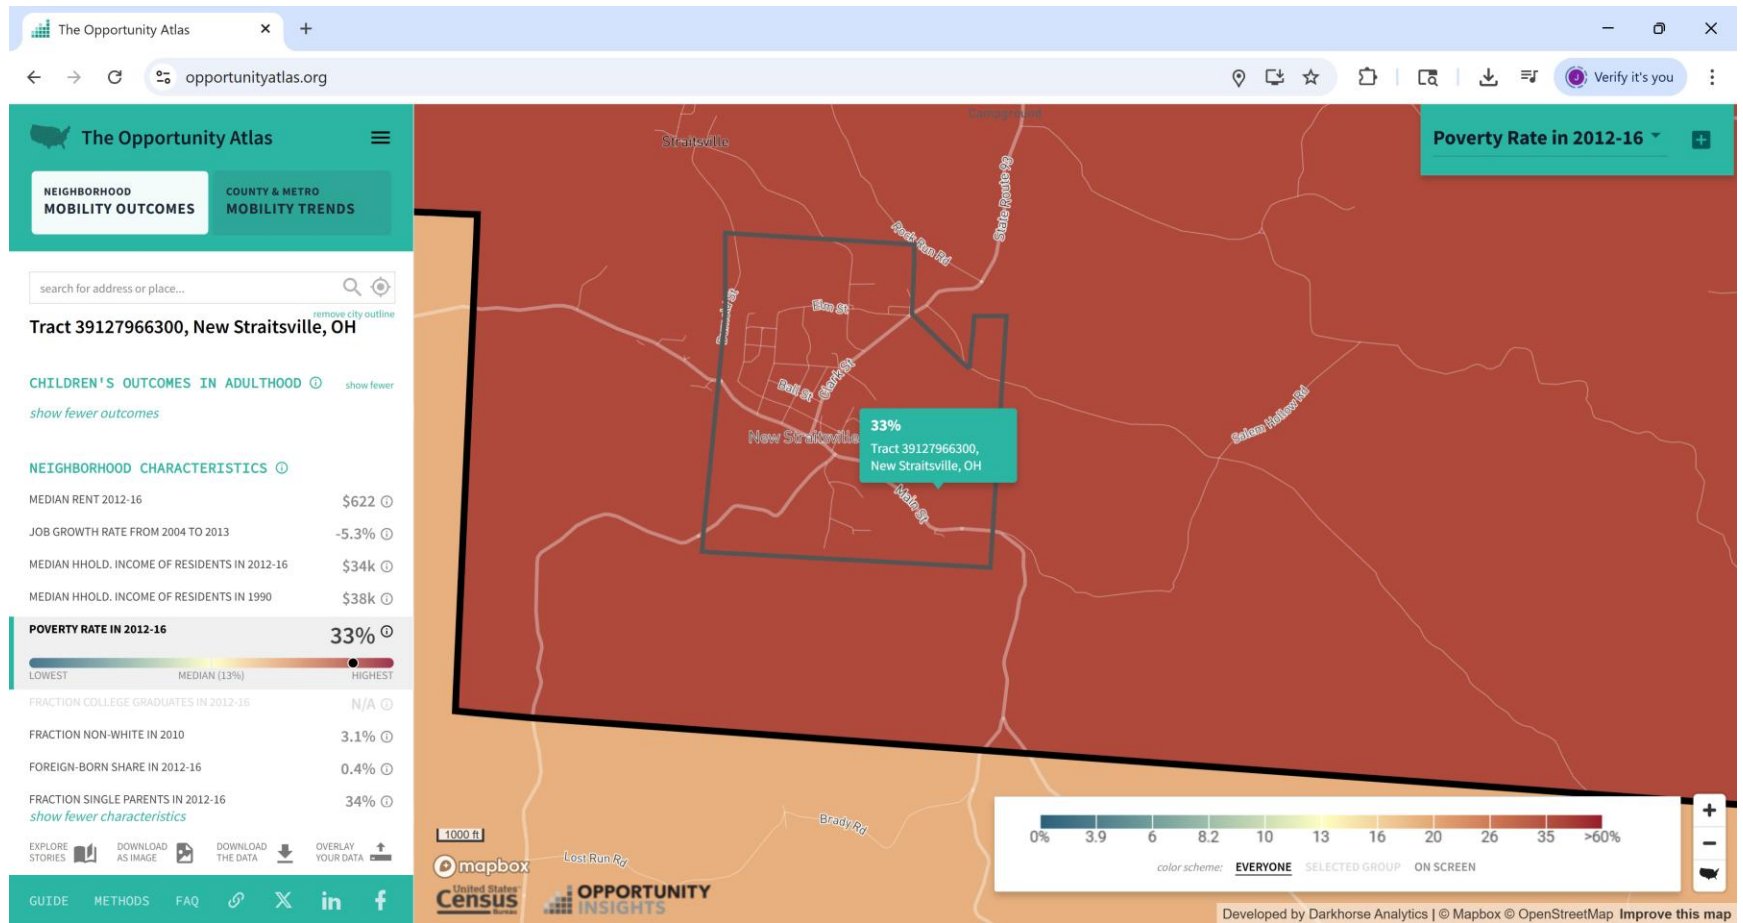 The Opportunity Atlas
opportunityatlas.org
Verify it's you
The Opportunity Atlas
NEIGHBORHOOD
MOBILITY OUTCOMES
COUNTY & METRO
MOBILITY TRENDS
search for address or place...
remove city outline
Tract 39127966300, New Straitsville, OH
CHILDREN'S OUTCOMES IN ADULTHOOD
show fewer
show fewer outcomes
NEIGHBORHOOD CHARACTERISTICS
MEDIAN RENT 2012-16 $622
JOB GROWTH RATE FROM 2004 TO 2013 -5.3%
MEDIAN HHOLD. INCOME OF RESIDENTS IN 2012-16 $34k
MEDIAN HHOLD. INCOME OF RESIDENTS IN 1990 $38k
POVERTY RATE IN 2012-16 33%
LOWEST MEDIAN (13%) HIGHEST
FRACTION COLLEGE GRADUATES IN 2012-16 N/A
FRACTION NON-WHITE IN 2010 3.1%
FOREIGN-BORN SHARE IN 2012-16 0.4%
FRACTION SINGLE PARENTS IN 2012-16 34%
show fewer characteristics
EXPLORE STORIES
DOWNLOAD AS IMAGE
DOWNLOAD THE DATA
OVERLAY YOUR DATA
GUIDE METHODS FAQ
Poverty Rate in 2012-16
Campground
Straitsville
State Route 93
Rock Run Rd
Elm St
Clark St
Ball St
New Straitsville
33%
Tract 39127966300,
New Straitsville, OH
Main St
Salem Hollow Rd
Brady Rd
Lost Run Rd
1000 ft
mapbox
United States
Census
Bureau
OPPORTUNITY
INSIGHTS
0% 3.9 6 8.2 10 13 16 20 26 35 >60%
color scheme: EVERYONE SELECTED GROUP ON SCREEN
Developed by Darkhorse Analytics | © Mapbox © OpenStreetMap Improve this map